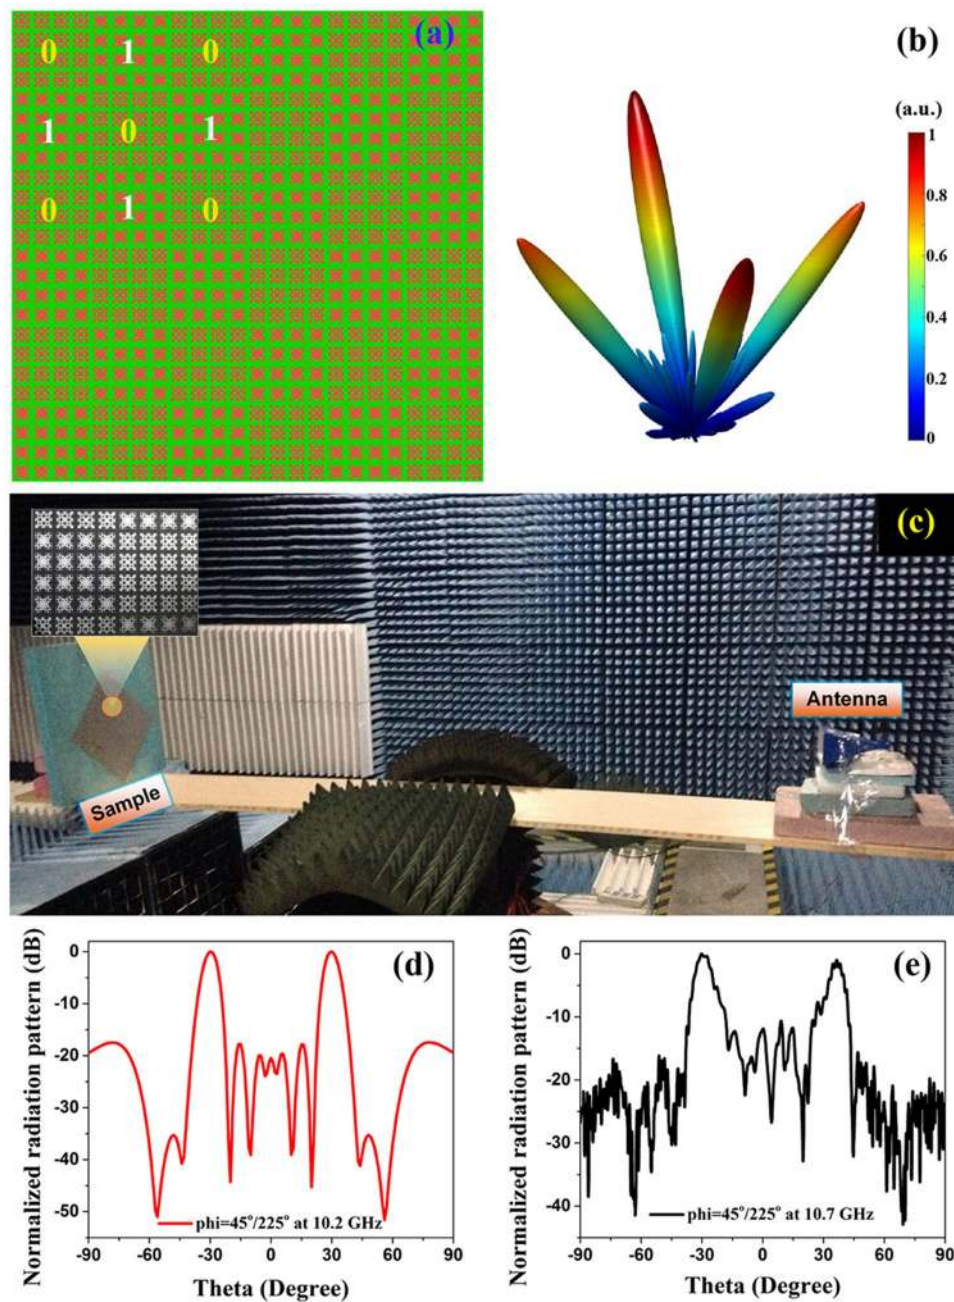 (a)
0 1 0
1 0 1
0 1 0
(b)
(a.u.)
1
0.8
0.6
0.4
0.2
0
(c)
Antenna
Sample
(d)
Normalized radiation pattern (dB)
0
-10
-20
-30
-40
-50
phi=45°/225° at 10.2 GHz
-90 -60 -30 0 30 60 90
Theta (Degree)
(e)
Normalized radiation pattern (dB)
0
-10
-20
-30
-40
phi=45°/225° at 10.7 GHz
-90 -60 -30 0 30 60 90
Theta (Degree)